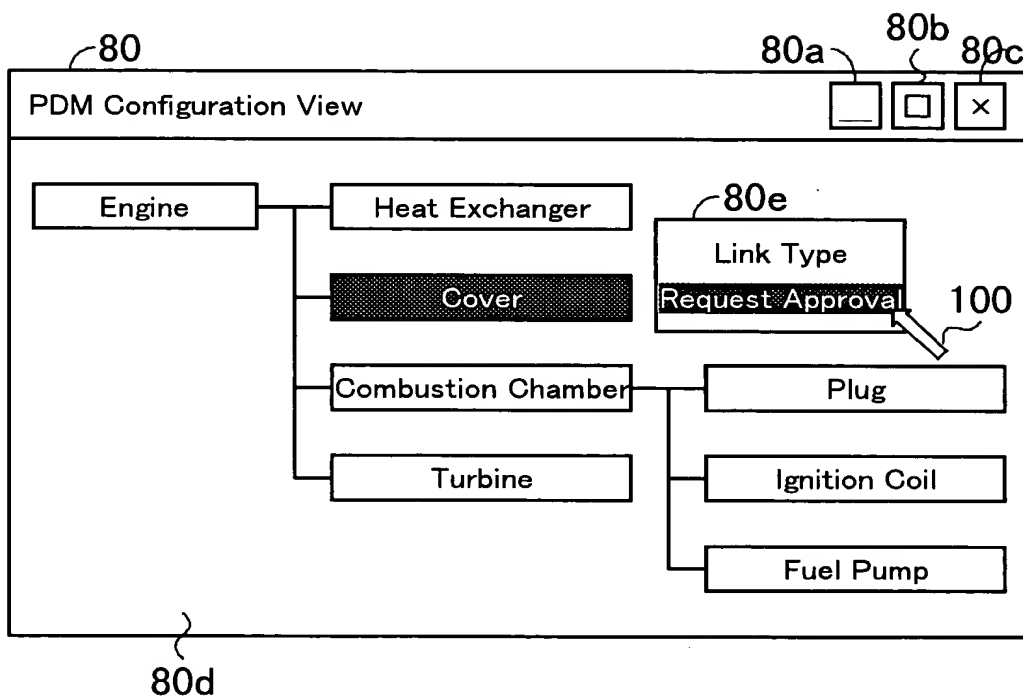 80
80a
80b
80c
PDM Configuration View
_ □ ×
Engine
Heat Exchanger
80e
Link Type
Cover
Request Approval
100
Combustion Chamber
Plug
Turbine
Ignition Coil
Fuel Pump
80d